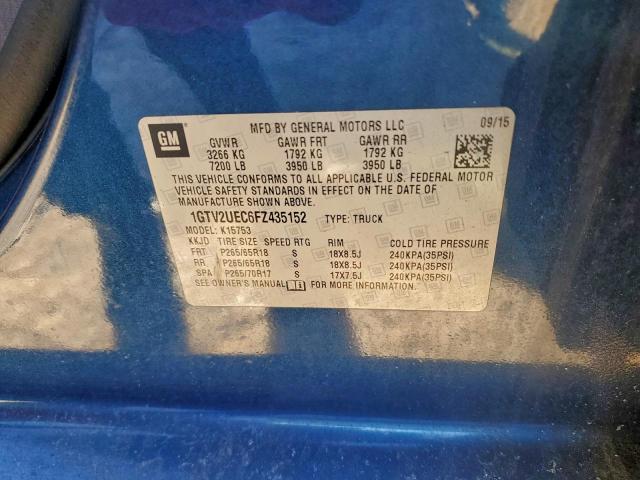 MFD BY GENERAL MOTORS LLC 09/15
GM
GVWR GAWR FRT GAWR RR
3266 KG 1792 KG 1792 KG
7200 LB 3950 LB 3950 LB
THIS VEHICLE CONFORMS TO ALL APPLICABLE U.S. FEDERAL MOTOR
VEHICLE SAFETY STANDARDS IN EFFECT ON THE DATE OF
MANUFACTURE SHOWN ABOVE.
1GTV2UEC6FZ435152 TYPE: TRUCK
MODEL: K15753
KKJD TIRE SIZE SPEED RTG RIM COLD TIRE PRESSURE
FRT P265/65R18 S 18X8.5J 240KPA(35PSI)
RR P265/65R18 S 18X8.5J 240KPA(35PSI)
SPA P265/70R17 S 17X7.5J 240KPA(35PSI)
SEE OWNER'S MANUAL